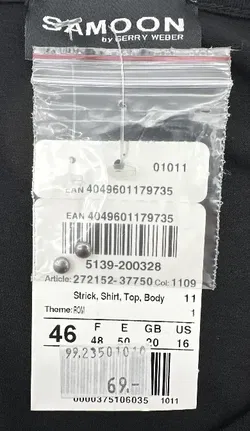 SAMOON
by GERRY WEBER
01011
EAN 4049601179735
EAN 4049601179735
5139-200328
Article: 272152-37750 Col: 1109
Strick, Shirt, Top, Body 11
Theme: ROM 1
46 F E GB US
48 50 20 16
99.23501010
69.-
0000375106035 1011